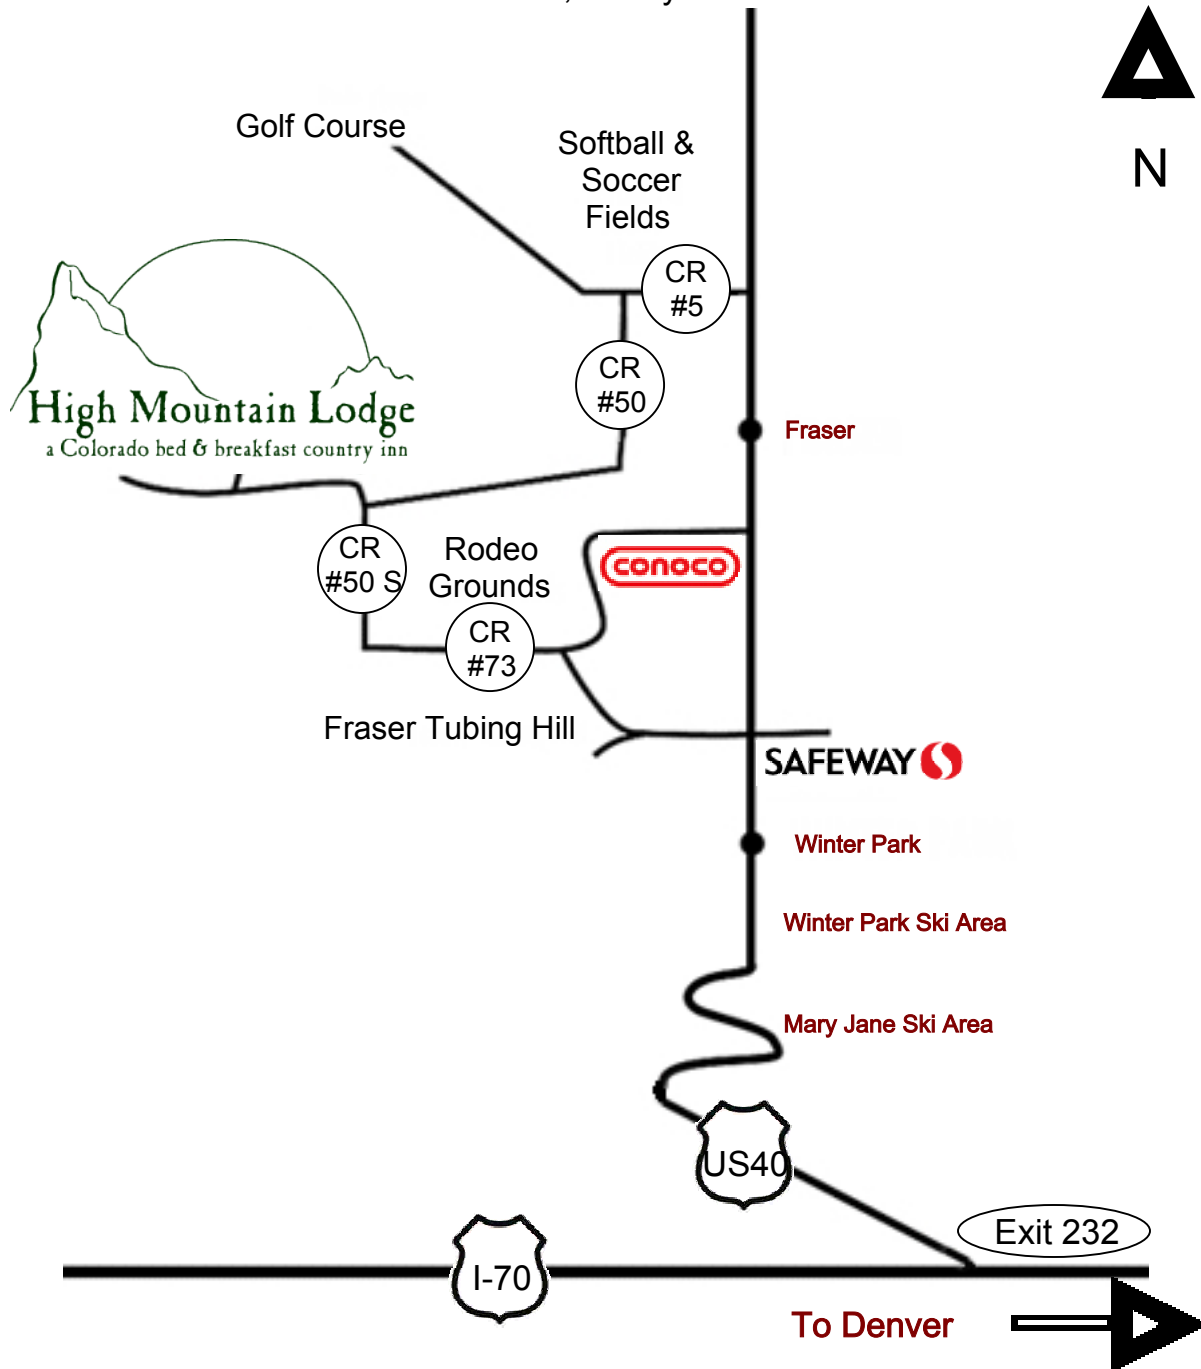 Golf Course
Softball &
Soccer
Fields
N
CR
#5
CR
#50
High Mountain Lodge
a Colorado bed & breakfast country inn
Fraser
CR
#50 S
Rodeo
Grounds
conoco
CR
#73
Fraser Tubing Hill
SAFEWAY
Winter Park
Winter Park Ski Area
Mary Jane Ski Area
US40
Exit 232
I-70
To Denver